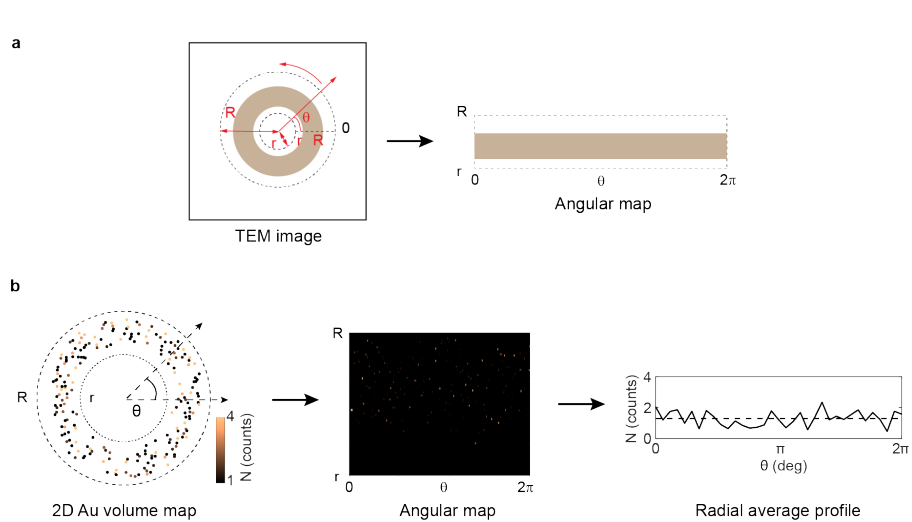 a
R
θ
0
r
r
R
TEM image
R
r
0
θ
2π
Angular map
b
R
r
θ
4
1
N (counts)
2D Au volume map
R
r
0
θ
2π
Angular map
4
2
0
N (counts)
0
π
2π
θ (deg)
Radial average profile